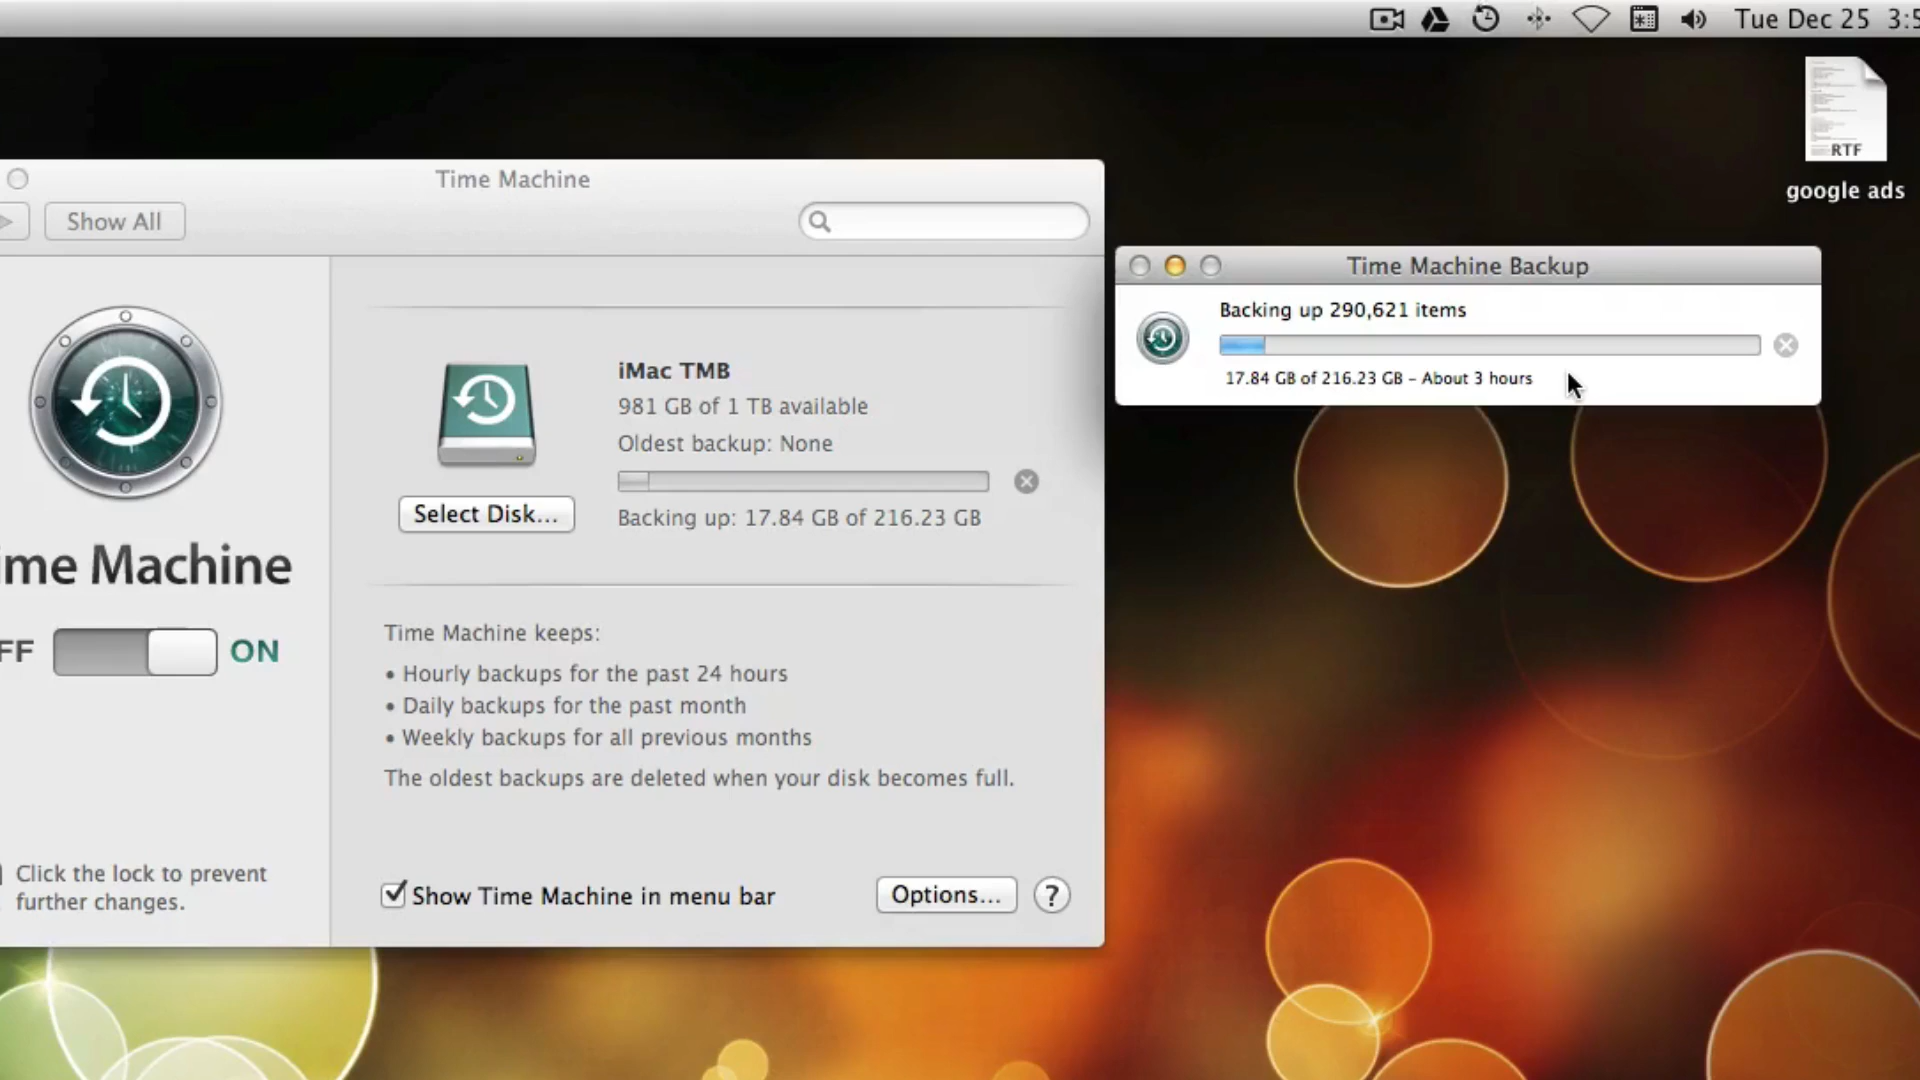 Tue Dec 25 3:5
RTF
google ads
Time Machine
Show All
Time Machine Backup
Backing up 290,621 items
17.84 GB of 216.23 GB – About 3 hours
iMac TMB
981 GB of 1 TB available
Oldest backup: None
Select Disk...
Backing up: 17.84 GB of 216.23 GB
ime Machine
FF ON
Time Machine keeps:
• Hourly backups for the past 24 hours
• Daily backups for the past month
• Weekly backups for all previous months
The oldest backups are deleted when your disk becomes full.
Click the lock to prevent
further changes.
Show Time Machine in menu bar
Options... ?